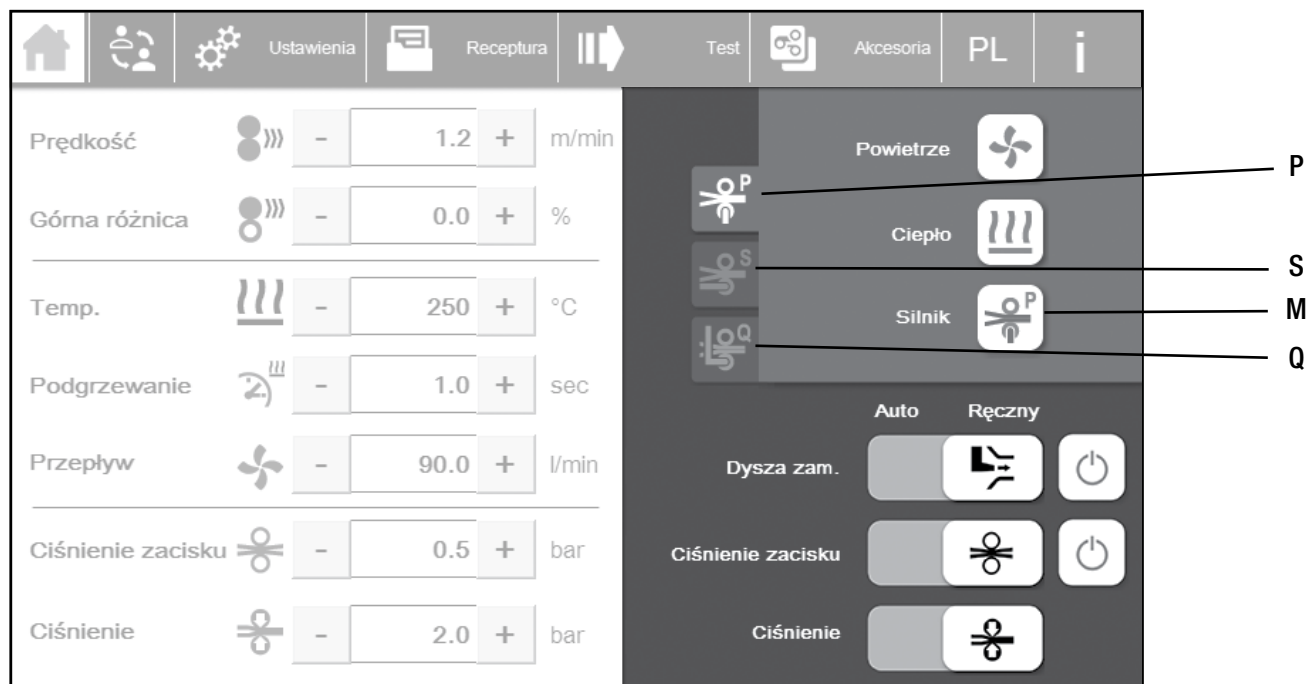 Ustawienia Receptura Test Akcesoria PL i
Prędkość - 1.2 + m/min
Górna różnica - 0.0 + %
Temp. - 250 + °C
Podgrzewanie - 1.0 + sec
Przepływ - 90.0 + l/min
Ciśnienie zacisku - 0.5 + bar
Ciśnienie - 2.0 + bar
P
S
Q
Powietrze
Ciepło
Silnik P
Auto Ręczny
Dysza zam.
Ciśnienie zacisku
Ciśnienie
P
S
M
Q